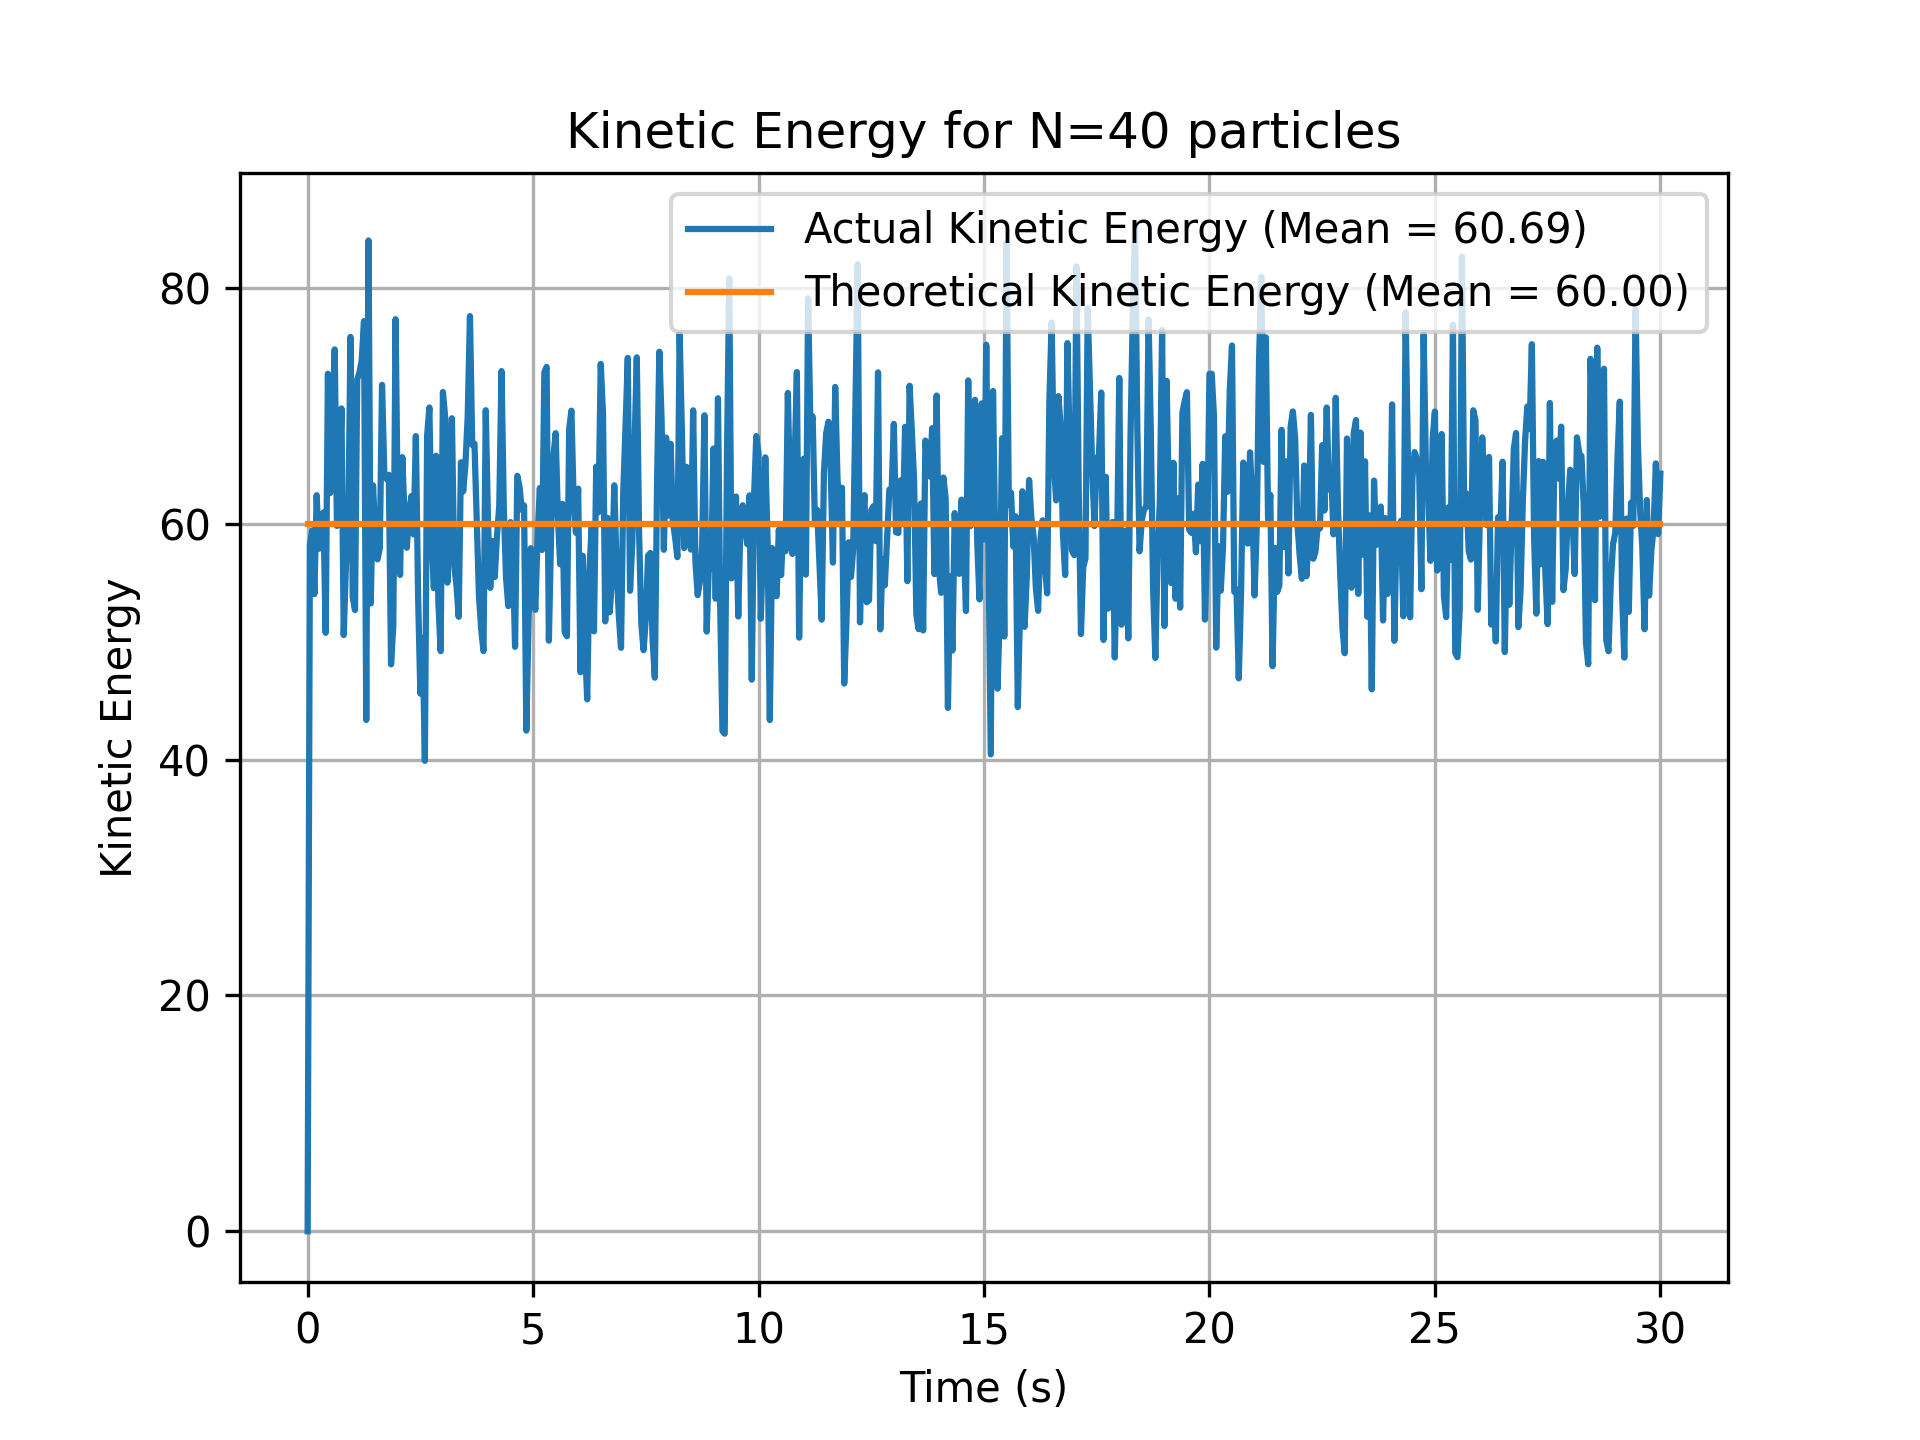 Kinetic Energy for N=40 particles
Actual Kinetic Energy (Mean = 60.69)
Theoretical Kinetic Energy (Mean = 60.00)
80
60
40
20
0
Kinetic Energy
0 5 10 15 20 25 30
Time (s)